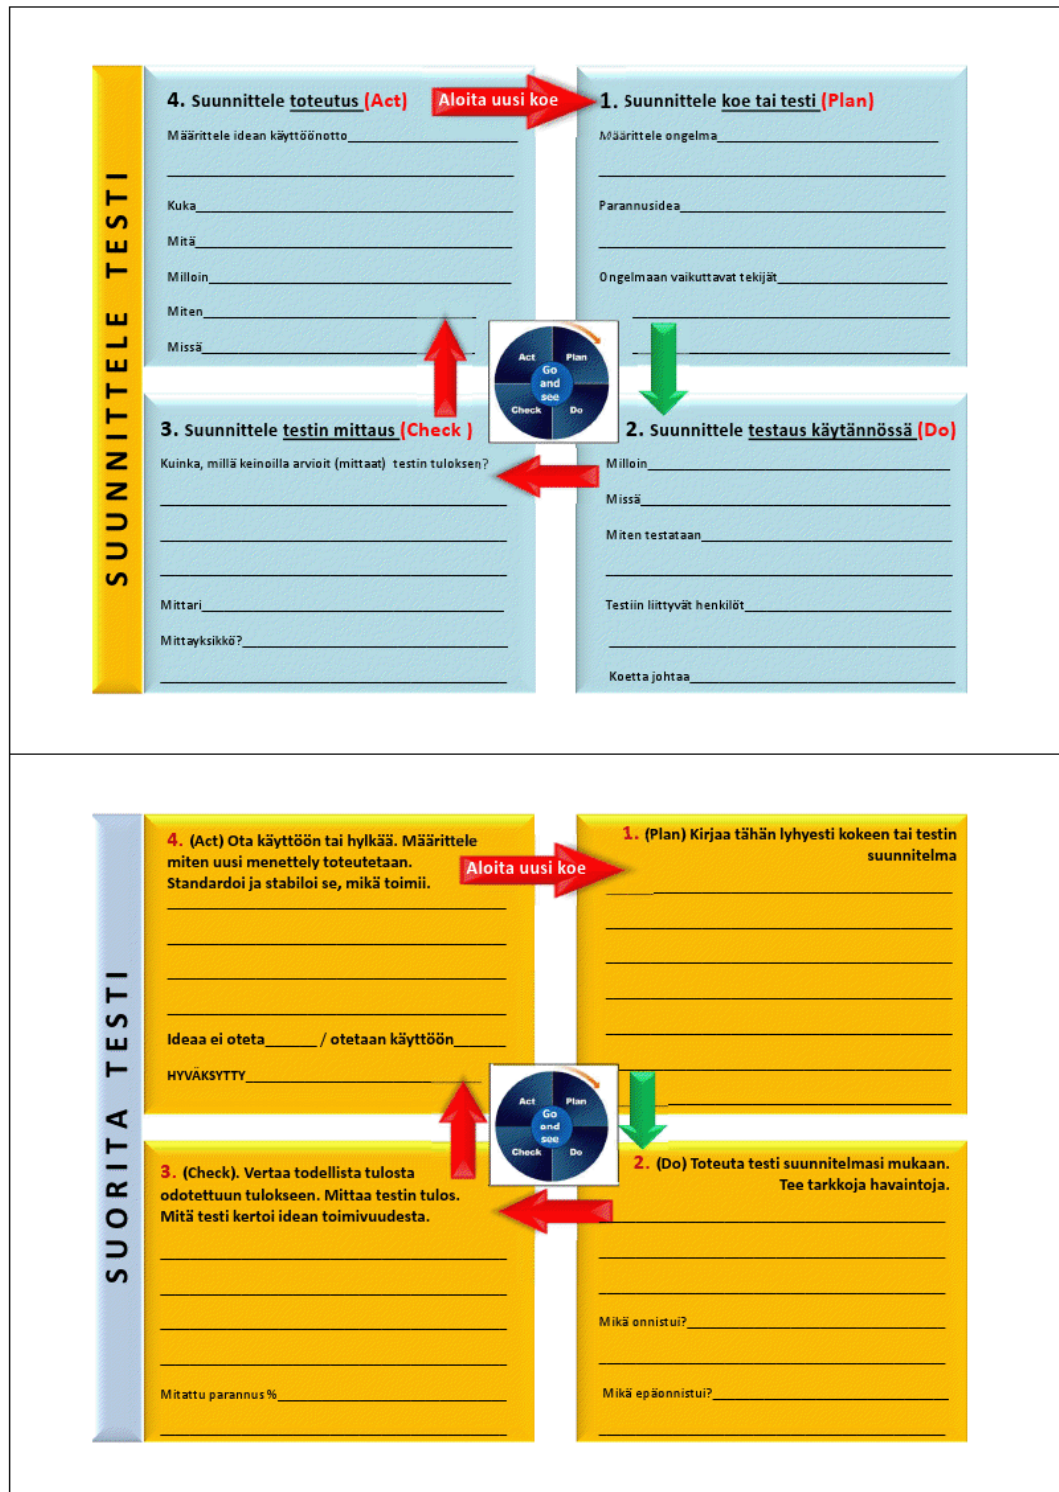 SUUNNITTELE TESTI
4. Suunnittele toteutus (Act)
Määrittele idean käyttöönotto
Kuka
Mitä
Milloin
Miten
Missä
Aloita uusi koe
1. Suunnittele koe tai testi (Plan)
Määrittele ongelma
Parannusidea
Ongelmaan vaikuttavat tekijät
Act
Plan
Go
and
see
Check
Do
3. Suunnittele testin mittaus (Check )
Kuinka, millä keinoilla arvioit (mittaat) testin tuloksen?
Mittari
Mittayksikkö?
2. Suunnittele testaus käytännössä (Do)
Milloin
Missä
Miten testataan
Testiin liittyvät henkilöt
Koetta johtaa
SUORITA TESTI
4. (Act) Ota käyttöön tai hylkää. Määrittele
miten uusi menettely toteutetaan.
Standardoi ja stabiloi se, mikä toimii.
Ideaa ei oteta______ / otetaan käyttöön______
HYVÄKSYTTY
Aloita uusi koe
1. (Plan) Kirjaa tähän lyhyesti kokeen tai testin
suunnitelma
Act
Plan
Go
and
see
Check
Do
3. (Check). Vertaa todellista tulosta
odotettuun tulokseen. Mittaa testin tulos.
Mitä testi kertoi idean toimivuudesta.
Mitattu parannus %
2. (Do) Toteuta testi suunnitelmasi mukaan.
Tee tarkkoja havaintoja.
Mikä onnistui?
Mikä epäonnistui?